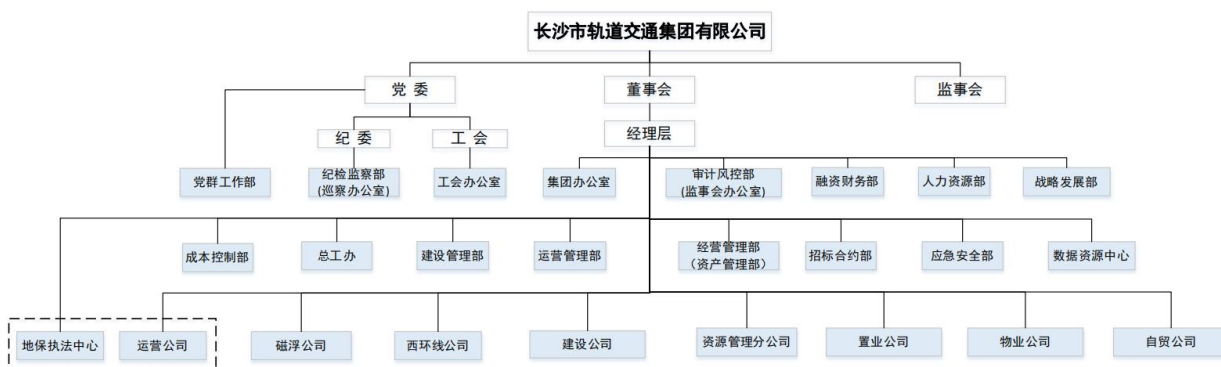 长沙市轨道交通集团有限公司
党 委
董事会
监事会
纪 委
工 会
经理层
党群工作部
纪检监察部
(巡察办公室)
工会办公室
集团办公室
审计风控部
(监事会办公室)
融资财务部
人力资源部
战略发展部
成本控制部
总工办
建设管理部
运营管理部
经营管理部
(资产管理部)
招标合约部
应急安全部
数据资源中心
地保执法中心
运营公司
磁浮公司
西环线公司
建设公司
资源管理分公司
置业公司
物业公司
自贸公司